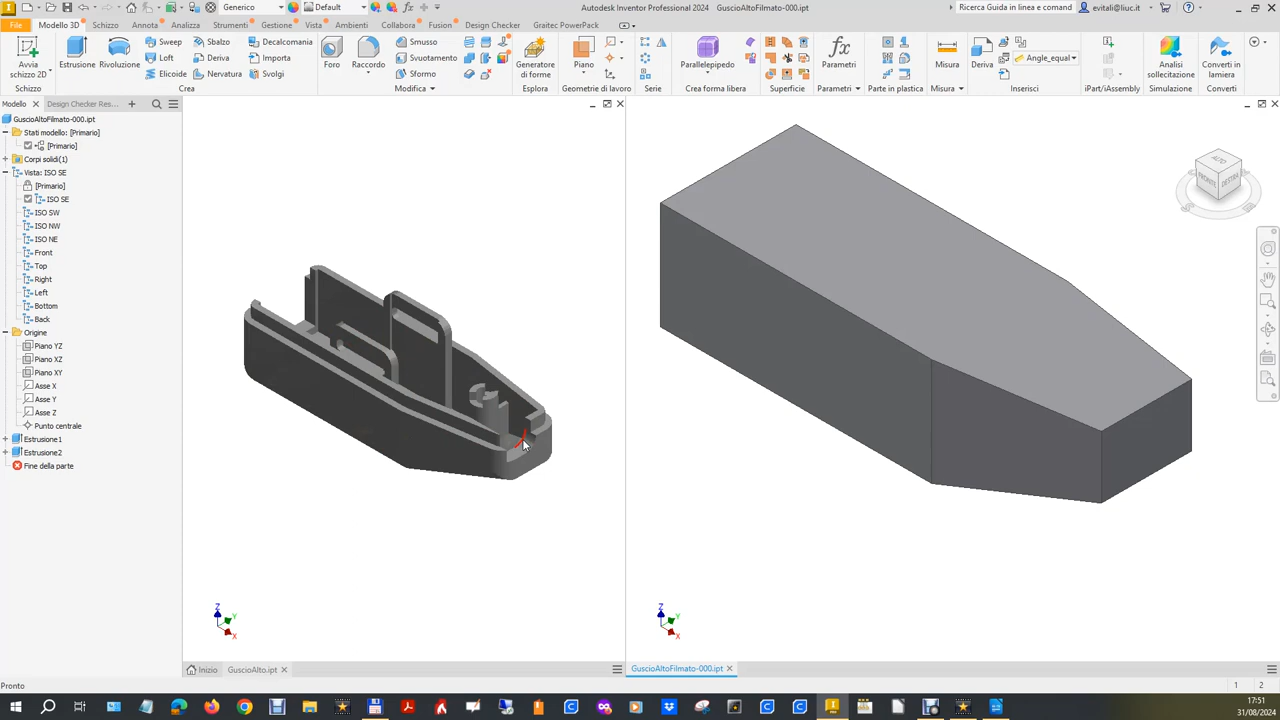 Generico Default
Autodesk Inventor Professional 2024 GuscioAltoFilmato-000.ipt
Ricerca Guida in linea e comand evitali@liuc.it
File Modello 3D Schizzo Annota Analizza Strumenti Gestione Vista Ambienti Collabora Fusion Design Checker Graitec PowerPack
Avvia schizzo 2D
Estrusione
Rivoluzione
Sweep
Loft
Elicoide
Sbalzo
Deriva
Nervatura
Decalcomania
Importa
Svolgi
Foro
Raccordo
Smusso
Svuotamento
Sformo
Generatore di forme
Piano
Parallelepipedo
Parametri
Misura
Deriva
Angle_equal
Analisi sollecitazione
Converti in lamiera
Schizzo Crea Modifica Esplora Geometrie di lavoro Serie Crea forma libera Superficie Parametri Parte in plastica Misura Inserisci iPart/iAssembly Simulazione Converti
Modello Design Checker Res...
GuscioAltoFilmato-000.ipt
Stati modello: [Primario]
[Primario]
Corpi solidi(1)
Vista: ISO SE
[Primario]
ISO SE
ISO SW
ISO NW
ISO NE
Front
Top
Right
Left
Bottom
Back
Origine
Piano YZ
Piano XZ
Piano XY
Asse X
Asse Y
Asse Z
Punto centrale
Estrusione1
Estrusione2
Fine della parte
ALTO
FRONTE
DESTRA
Z
Y
X
Z
Y
X
Inizio GuscioAlto.ipt
GuscioAltoFilmato-000.ipt
Pronto
1 2
17:51
31/08/2024